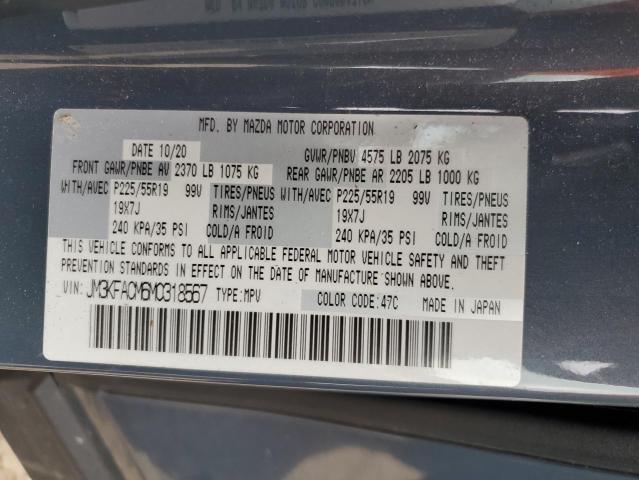 MFD. BY MAZDA MOTOR CORPORATION
DATE 10/20 GVWR/PNBV 4575 LB 2075 KG
FRONT GAWR/PNBE AV 2370 LB 1075 KG REAR GAWR/PNBE AR 2205 LB 1000 KG
WITH/AVEC P225/55R19 99V TIRES/PNEUS WITH/AVEC P225/55R19 99V TIRES/PNEUS
19X7J RIMS/JANTES 19X7J RIMS/JANTES
240 KPA/35 PSI COLD/A FROID 240 KPA/35 PSI COLD/A FROID
THIS VEHICLE CONFORMS TO ALL APPLICABLE FEDERAL MOTOR VEHICLE SAFETY AND THEFT
PREVENTION STANDARDS IN EFFECT ON THE DATE OF MANUFACTURE SHOWN ABOVE.
VIN: JM3KFACM6M0318567 TYPE: MPV COLOR CODE: 47C MADE IN JAPAN